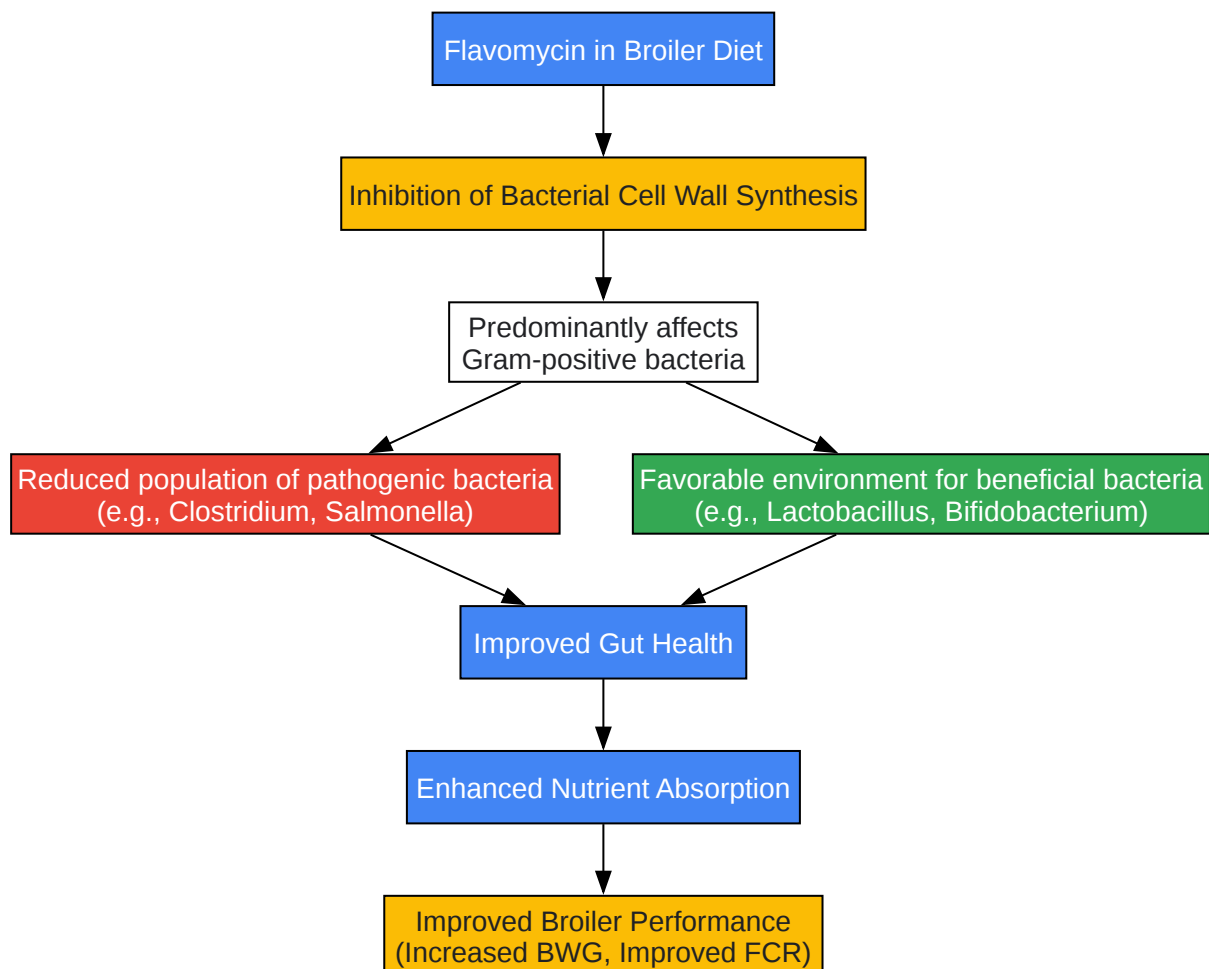 Flavomycin in Broiler Diet
Inhibition of Bacterial Cell Wall Synthesis
Predominantly affects
Gram-positive bacteria
Reduced population of pathogenic bacteria
(e.g., Clostridium, Salmonella)
Favorable environment for beneficial bacteria
(e.g., Lactobacillus, Bifidobacterium)
Improved Gut Health
Enhanced Nutrient Absorption
Improved Broiler Performance
(Increased BWG, Improved FCR)